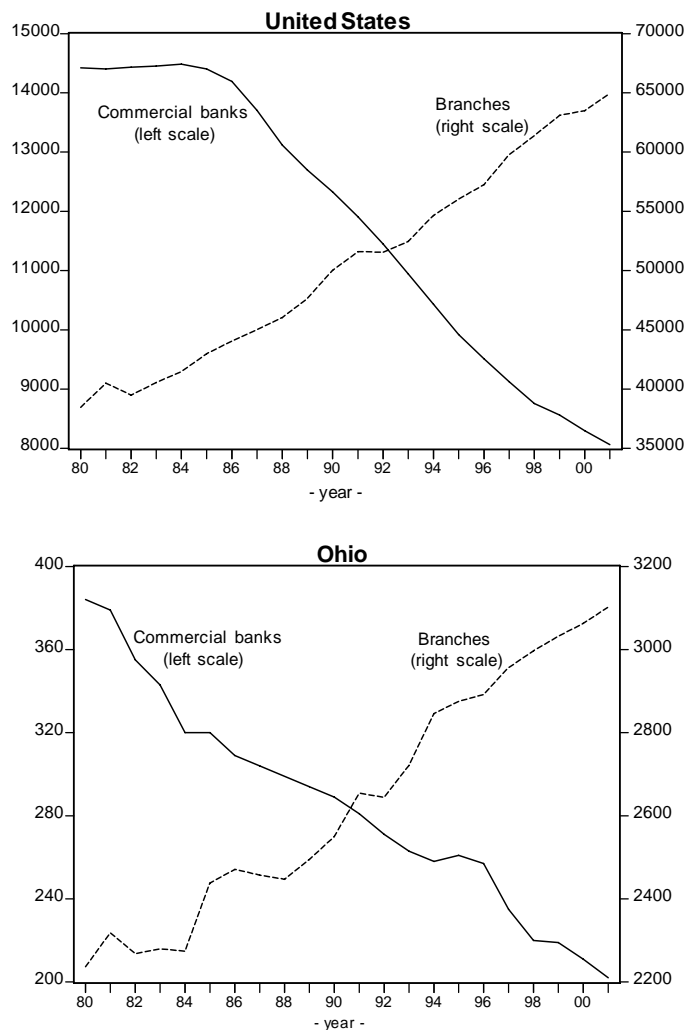 United States
15000
14000
13000
12000
11000
10000
9000
8000
70000
65000
60000
55000
50000
45000
40000
35000
Commercial banks
(left scale)
Branches
(right scale)
80 82 84 86 88 90 92 94 96 98 00
- year -
Ohio
400
360
320
280
240
200
3200
3000
2800
2600
2400
2200
Commercial banks
(left scale)
Branches
(right scale)
80 82 84 86 88 90 92 94 96 98 00
- year -